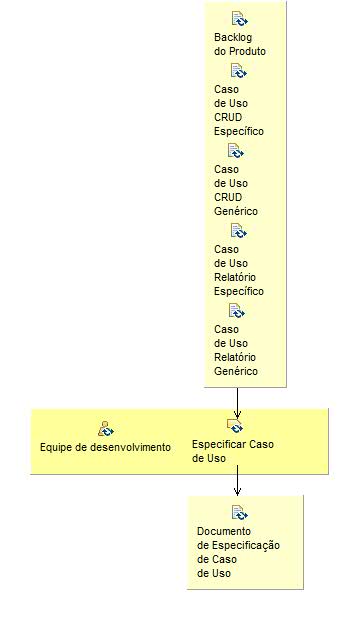 Backlog
do Produto
Caso
de Uso
CRUD
Específico
Caso
de Uso
CRUD
Genérico
Caso
de Uso
Relatório
Específico
Caso
de Uso
Relatório
Genérico
Equipe de desenvolvimento
Especificar Caso
de Uso
Documento
de Especificação
de Caso
de Uso